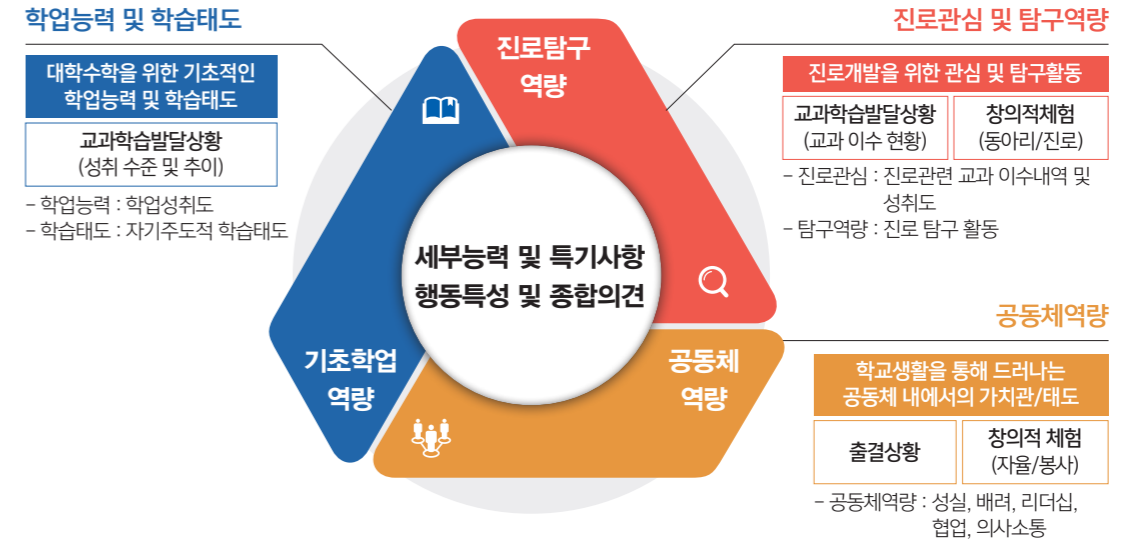 학업능력 및 학습태도
대학수학을 위한 기초적인
학업능력 및 학습태도
교과학습발달상황
(성취 수준 및 추이)
– 학업능력 : 학업성취도
– 학습태도 : 자기주도적 학습태도
진로탐구
역량
세부능력 및 특기사항
행동특성 및 종합의견
기초학업
역량
공동체
역량
진로관심 및 탐구역량
진로개발을 위한 관심 및 탐구활동
교과학습발달상황
(교과 이수 현황)
창의적체험
(동아리/진로)
– 진로관심 : 진로관련 교과 이수내역 및
성취도
– 탐구역량 : 진로 탐구 활동
공동체역량
학교생활을 통해 드러나는
공동체 내에서의 가치관/태도
출결상황
창의적 체험
(자율/봉사)
– 공동체역량 : 성실, 배려, 리더십,
협업, 의사소통